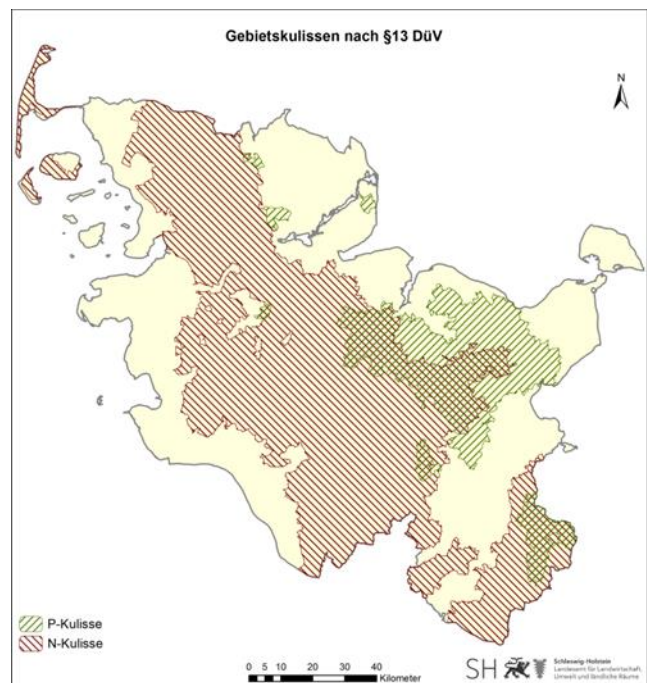 Gebietskulissen nach §13 DüV
N
P-Kulisse
N-Kulisse
0 5 10 20 30 40
Kilometer
SH
Schleswig-Holstein
Landesamt für Landwirtschaft,
Umwelt und ländliche Räume